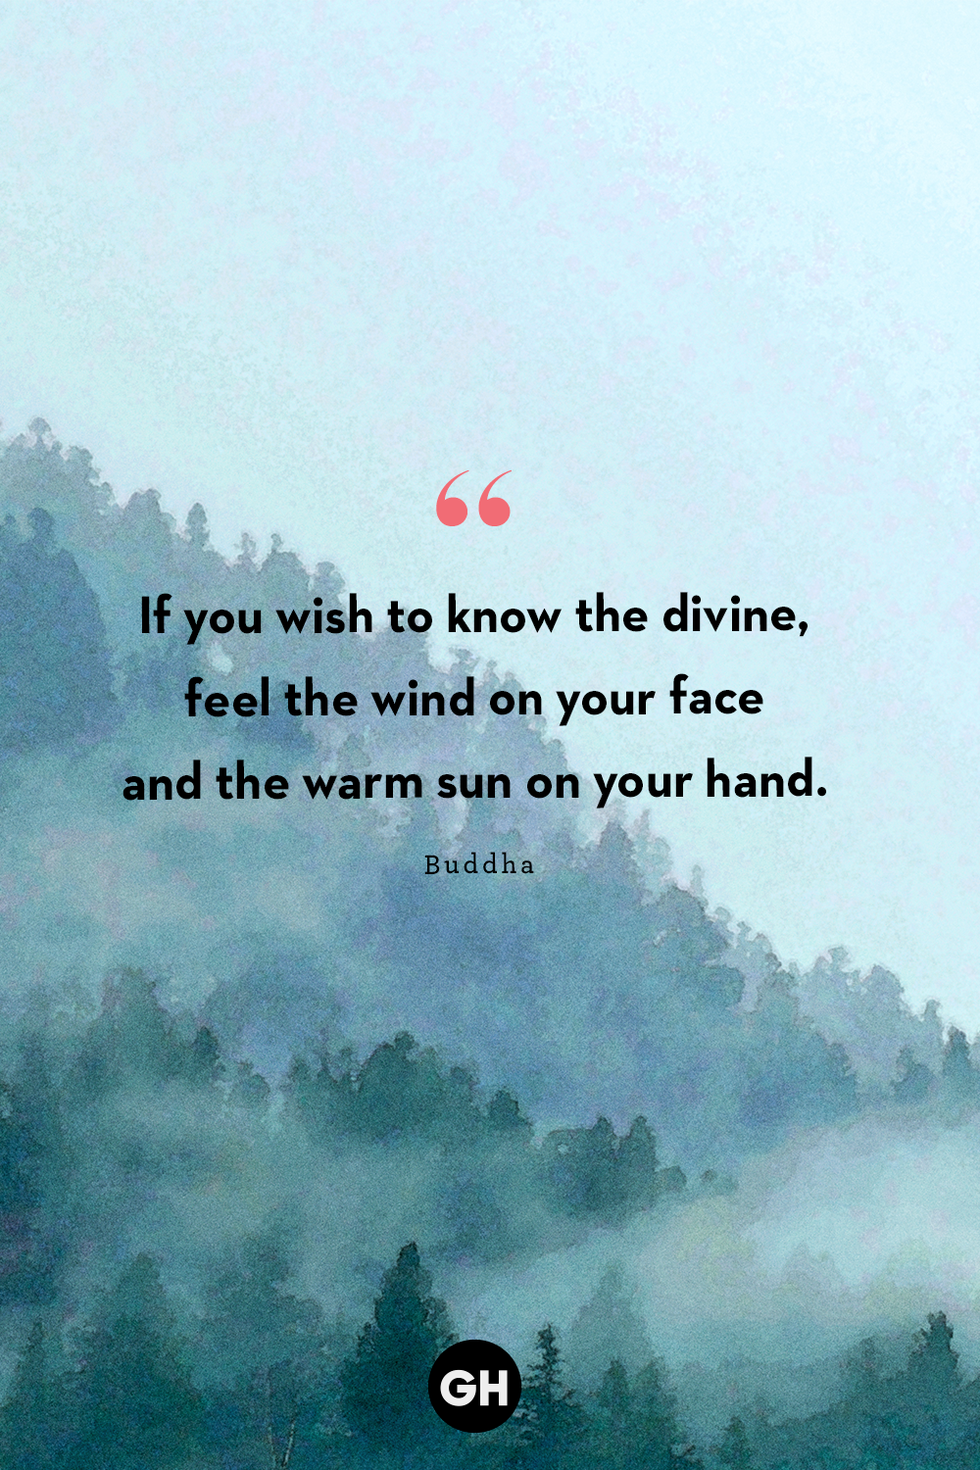 “
If you wish to know the divine,
feel the wind on your face
and the warm sun on your hand.
Buddha
GH